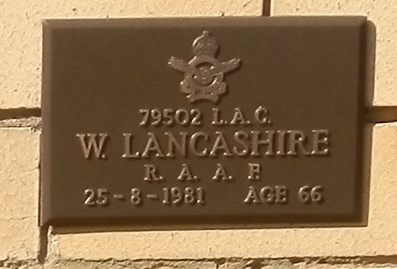 79502 L.A.C.
W. LANCASHIRE
R. A. A. F.
25-8-1981 AGE 66